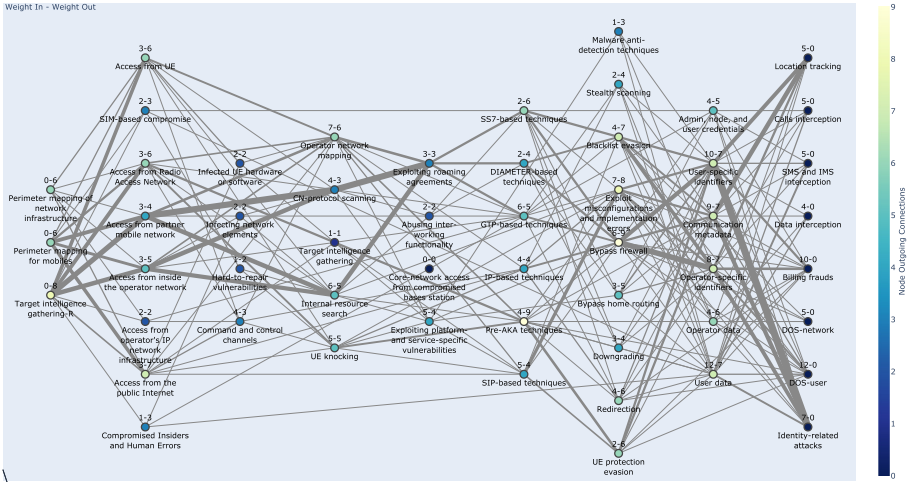 Weight In - Weight Out
1-3
Malware anti-
detection techniques
3-6
Access from UE
5-0
Location tracking
2-4
Stealth scanning
2-3
SIM-based compromise
2-6
SS7-based techniques
4-5
Admin, node, and
user credentials
5-0
Calls interception
7-6
Operator network
mapping
4-7
Blacklist evasion
3-6
Access from Radio
Access Network
2-2
Infected UE hardware
or software
3-3
Exploiting roaming
agreements
2-4
DIAMETER-based
techniques
10-7
User-specific
identifiers
5-0
SMS and IMS
interception
0-6
Perimeter mapping of
network
infrastructure
4-3
CN-protocol scanning
7-8
Exploit
misconfigurations
and implementation
errors
3-4
Access from partner
mobile network
2-2
Infecting network
elements
2-2
Abusing inter-
working
functionality
6-5
GTP-based techniques
9-7
Communication
metadata
4-0
Data interception
0-6
Perimeter mapping
for mobiles
1-1
Target intelligence
gathering
Bypass firewall
3-5
Access from inside
the operator network
1-2
Hard-to-repair
vulnerabilities
0-0
Core-network access
from compromised
bases station
4-4
IP-based techniques
8-7
Operator-specific
identifiers
10-0
Billing frauds
0-8
Target intelligence
gathering-R
6-5
Internal resource
search
3-5
Bypass home routing
2-2
Access from
operator's IP
network
infrastructure
4-3
Command and control
channels
5-4
Exploiting platform-
and service-specific
vulnerabilities
4-9
Pre-AKA techniques
4-6
Operator data
5-0
DOS-network
5-5
UE knocking
3-4
Downgrading
3-7
Access from the
public Internet
5-4
SIP-based techniques
12-7
User data
12-0
DOS-user
4-6
Redirection
1-3
Compromised Insiders
and Human Errors
7-0
Identity-related
attacks
2-6
UE protection
evasion
\
9
8
7
6
5
4
3
2
1
0
Node Outgoing Connections